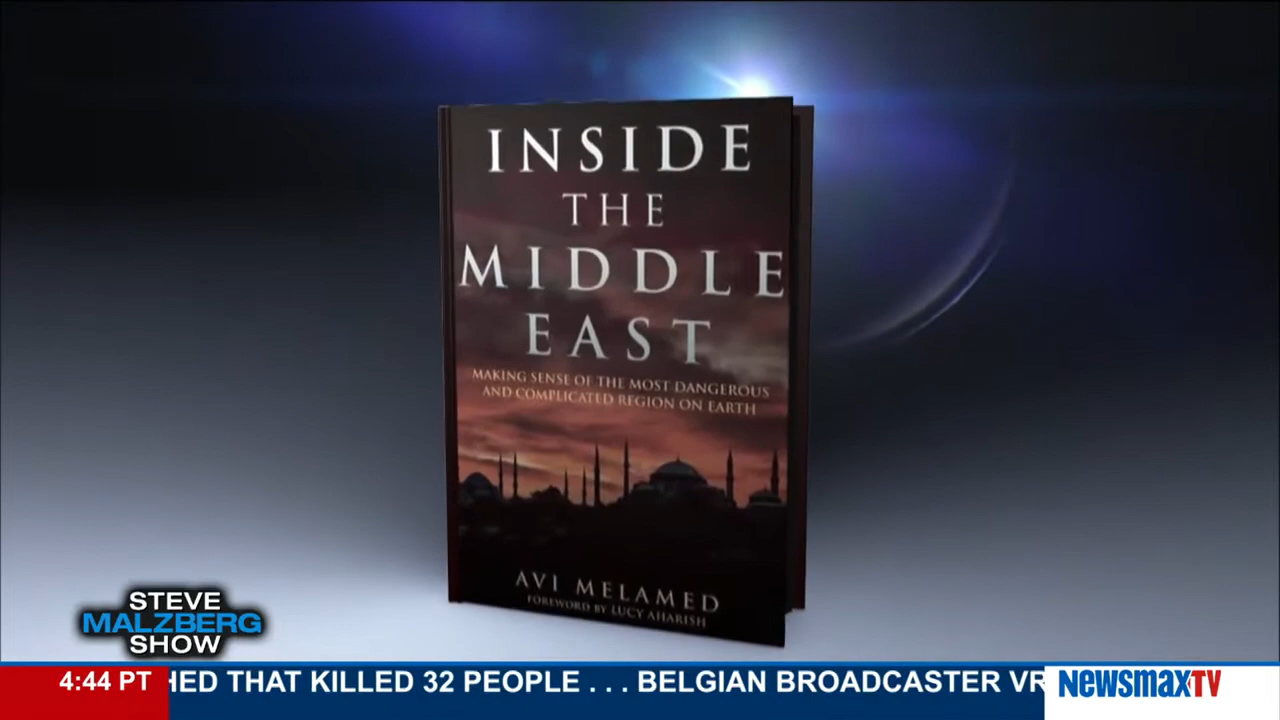 INSIDE
THE
MIDDLE
EAST
MAKING SENSE OF THE MOST DANGEROUS
AND COMPLICATED REGION ON EARTH
AVI MELAMED
FOREWORD BY LUCY AHARISH
STEVE
MALZBERG
SHOW
4:44 PT HED THAT KILLED 32 PEOPLE . . . BELGIAN BROADCASTER VR NEWSMAXTV